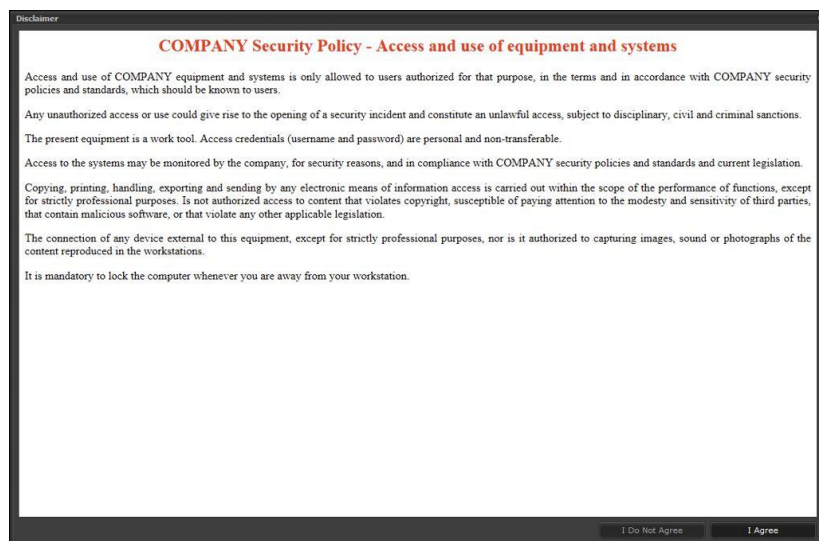 Disclaimer
COMPANY Security Policy - Access and use of equipment and systems
Access and use of COMPANY equipment and systems is only allowed to users authorized for that purpose, in the terms and in accordance with COMPANY security
policies and standards, which should be known to users.
Any unauthorized access or use could give rise to the opening of a security incident and constitute an unlawful access, subject to disciplinary, civil and criminal sanctions.
The present equipment is a work tool. Access credentials (username and password) are personal and non-transferable.
Access to the systems may be monitored by the company, for security reasons, and in compliance with COMPANY security policies and standards and current legislation.
Copying, printing, handling, exporting and sending by any electronic means of information access is carried out within the scope of the performance of functions, except
for strictly professional purposes. Is not authorized access to content that violates copyright, susceptible of paying attention to the modesty and sensitivity of third parties,
that contain malicious software, or that violate any other applicable legislation.
The connection of any device external to this equipment, except for strictly professional purposes, nor is it authorized to capturing images, sound or photographs of the
content reproduced in the workstations.
It is mandatory to lock the computer whenever you are away from your workstation.
I Do Not Agree I Agree